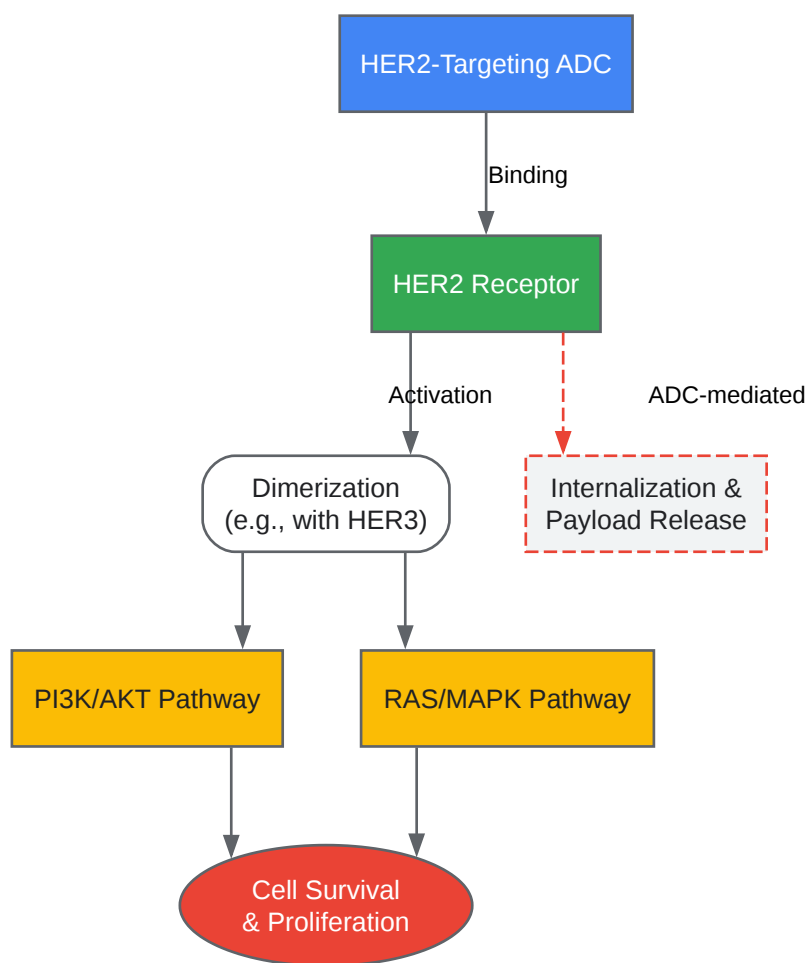 HER2-Targeting ADC
Binding
HER2 Receptor
Activation
ADC-mediated
Dimerization
(e.g., with HER3)
Internalization &
Payload Release
PI3K/AKT Pathway
RAS/MAPK Pathway
Cell Survival
& Proliferation